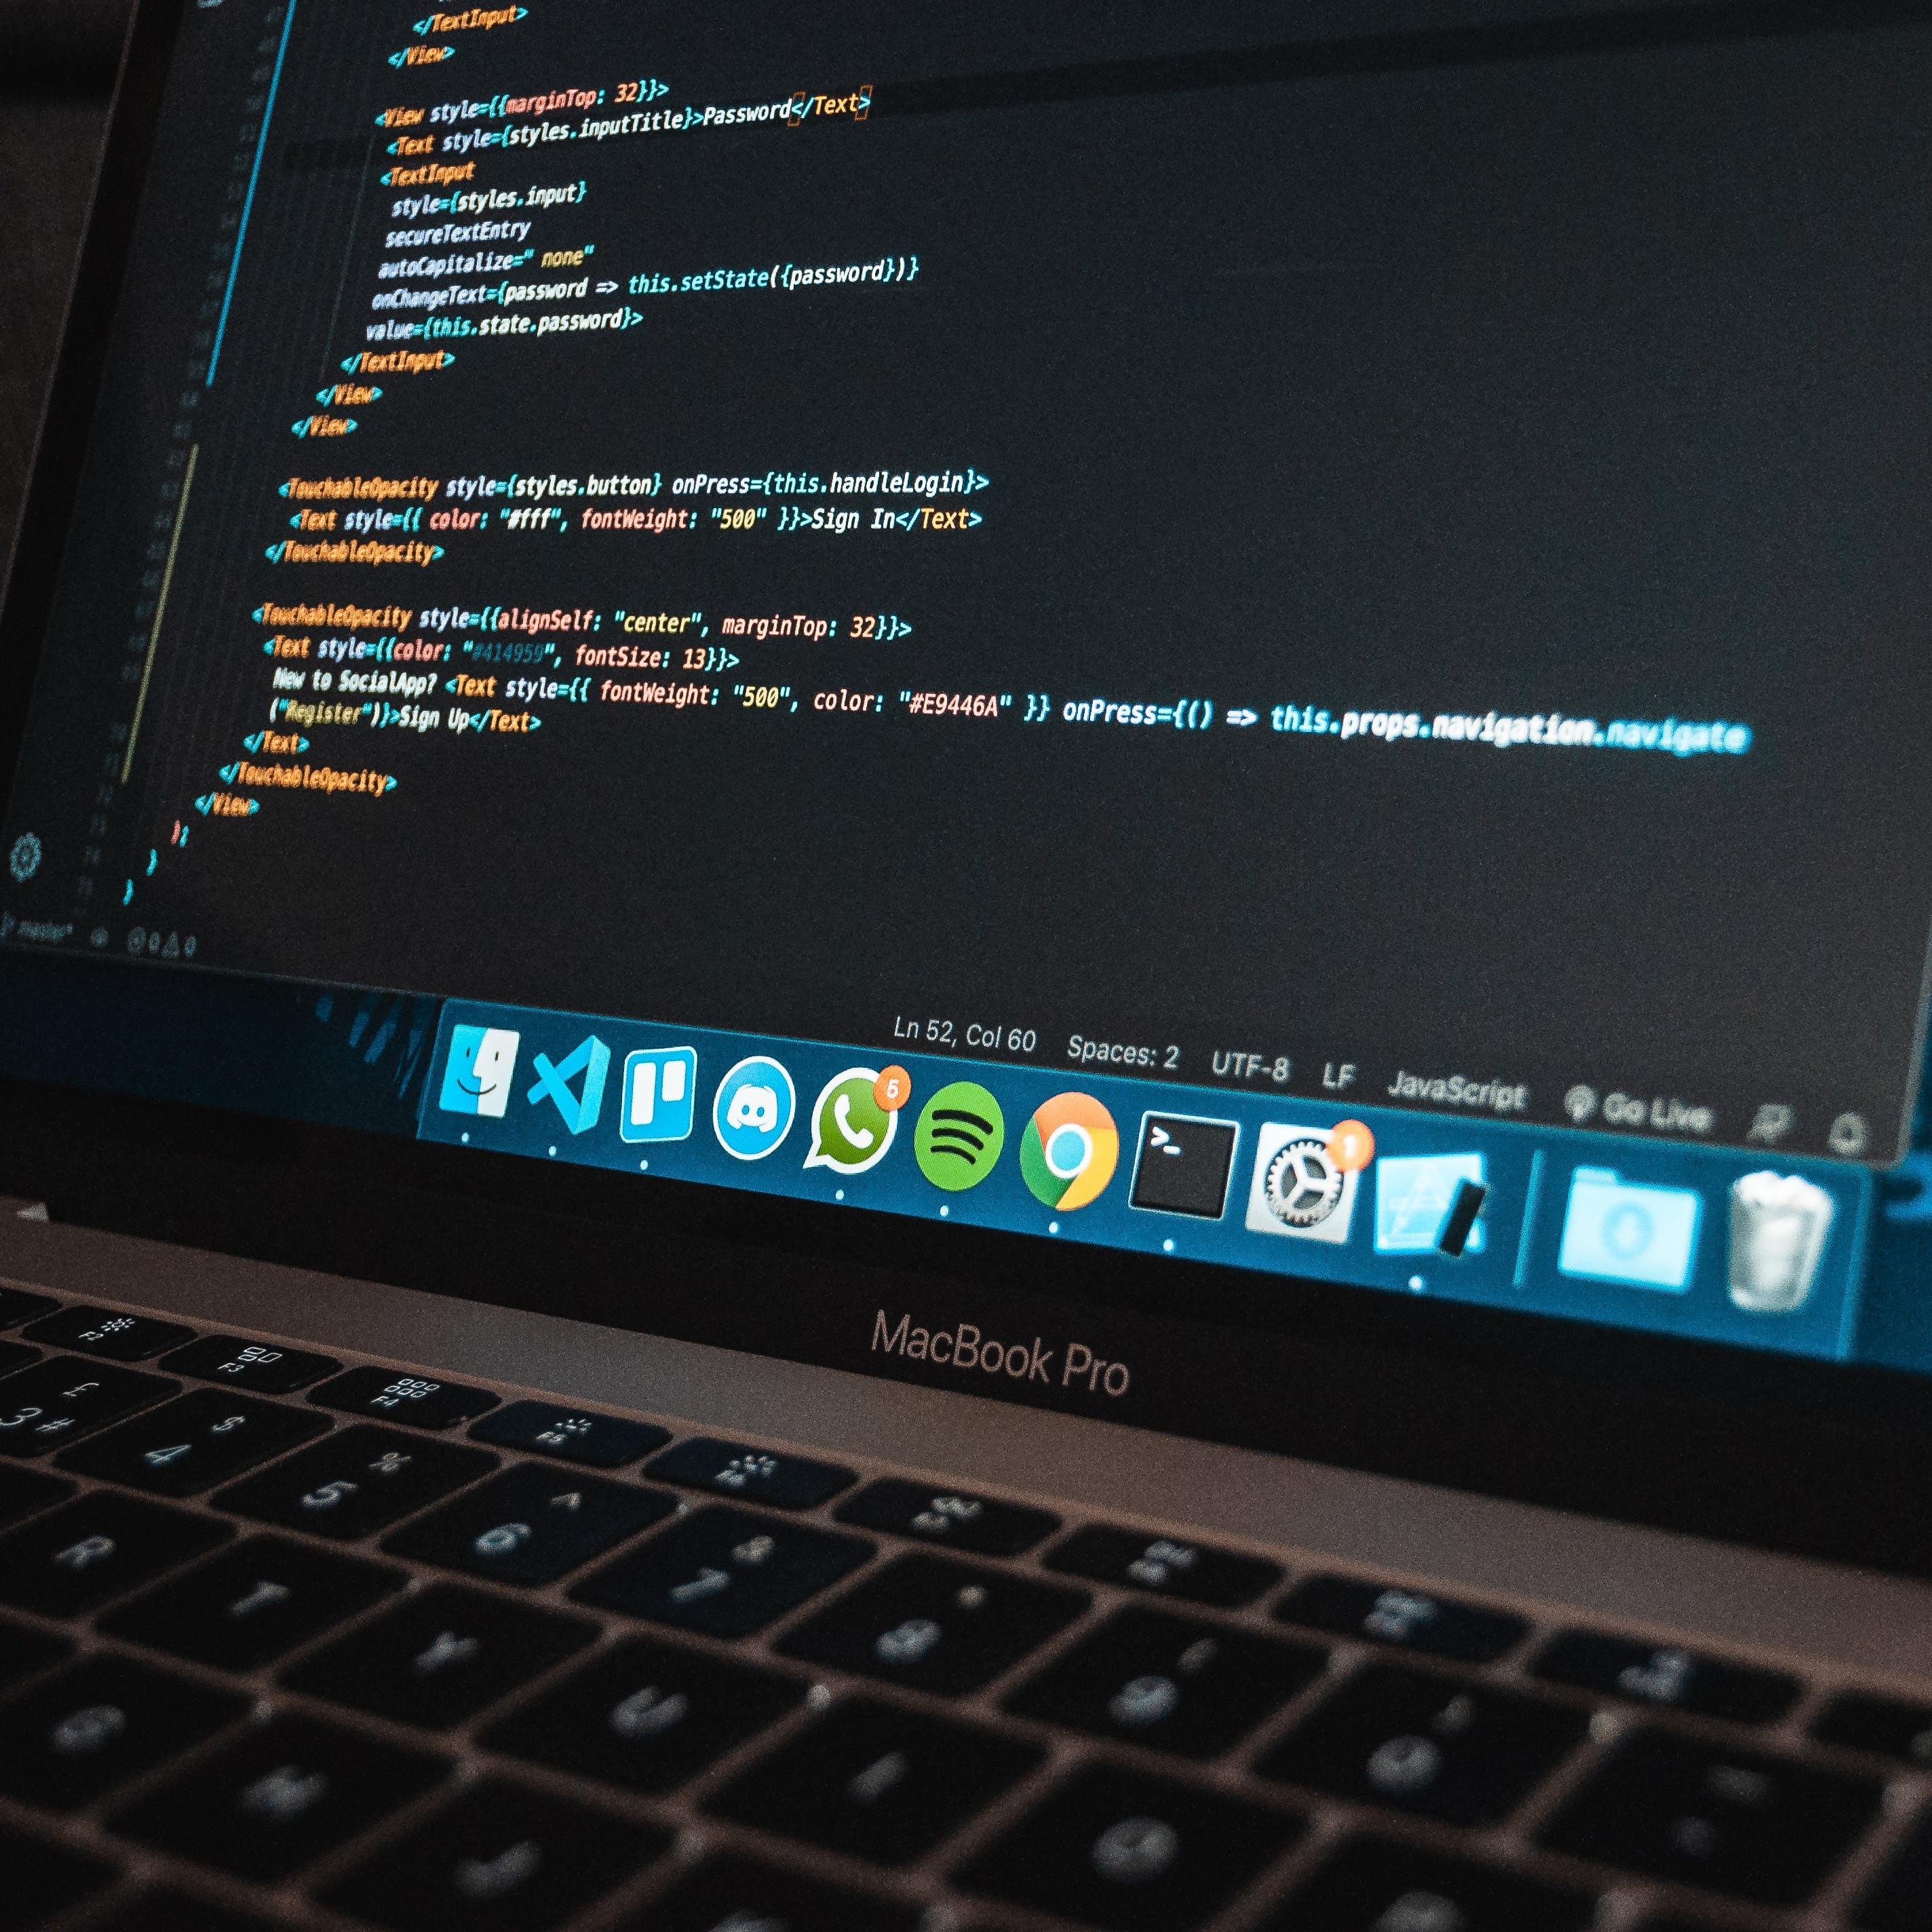 </TextInput>
</View>
<View style={{marginTop: 32}}>
<Text style={styles.inputTitle}>Password</Text>
<TextInput
style={styles.input}
secureTextEntry
autoCapitalize=" none"
onChangeText={password => this.setState({password})}
value={this.state.password}>
</TextInput>
</View>
</View>
<TouchableOpacity style={styles.button} onPress={this.handleLogin}>
<Text style={{ color: "#fff", fontWeight: "500" }}>Sign In</Text>
</TouchableOpacity>
<TouchableOpacity style={{alignSelf: "center", marginTop: 32}}>
<Text style={{color: "#414959", fontSize: 13}}>
New to SocialApp? <Text style={{ fontWeight: "500", color: "#E9446A" }} onPress={() => this.props.navigation.navigate
("Register")}>Sign Up</Text>
</Text>
</TouchableOpacity>
</View>
);
}
}
master* 0 0
Ln 52, Col 60 Spaces: 2 UTF-8 LF JavaScript Go Live
5
>_ 1
MacBook Pro
F2 F3 F4 F5
£ 3 # $ 4 % 5 ^ 6 & 7 8 9 0
R T Y U I
G H J